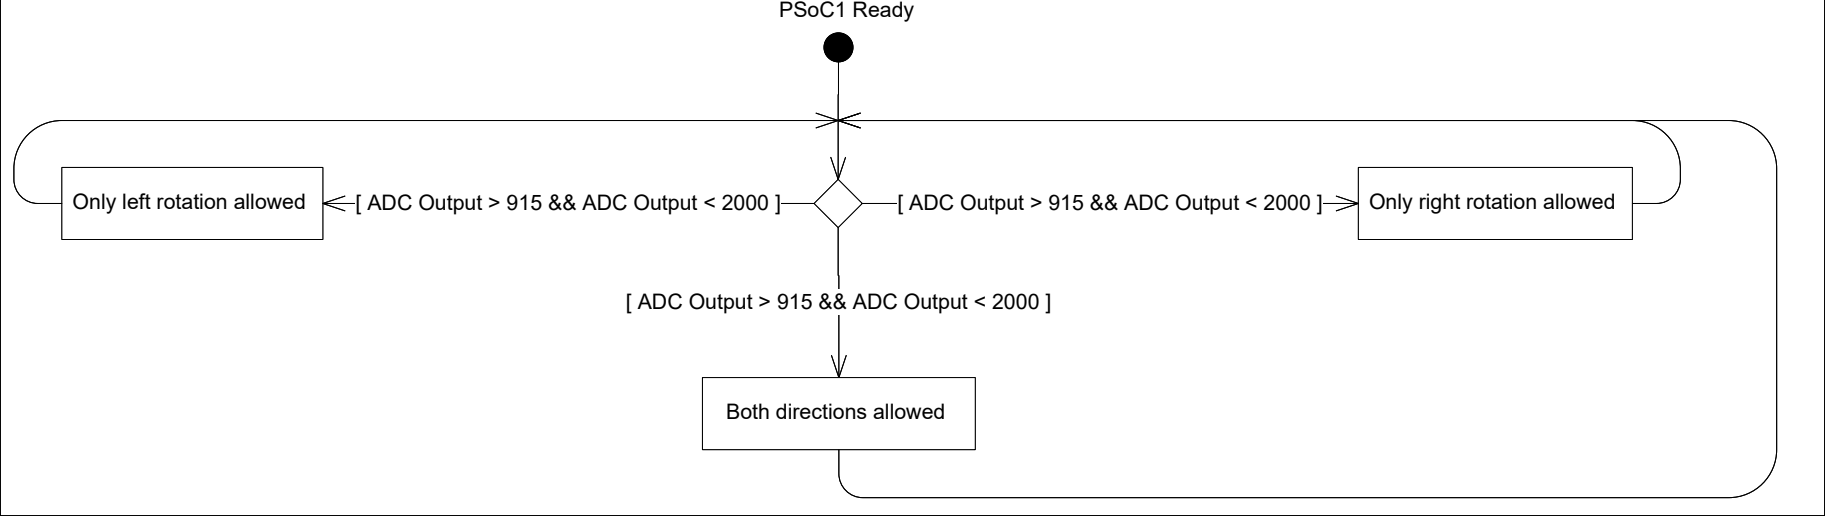 PSoC1 Ready
Only left rotation allowed
[ ADC Output > 915 && ADC Output < 2000 ]
[ ADC Output > 915 && ADC Output < 2000 ]
Only right rotation allowed
[ ADC Output > 915 && ADC Output < 2000 ]
Both directions allowed